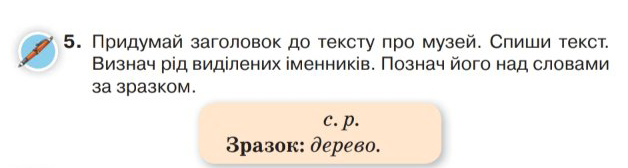 5. Придумай заголовок до тексту про музей. Спиши текст.
Визнач рід виділених іменників. Познач його над словами
за зразком.
с. р.
Зразок: дерево.